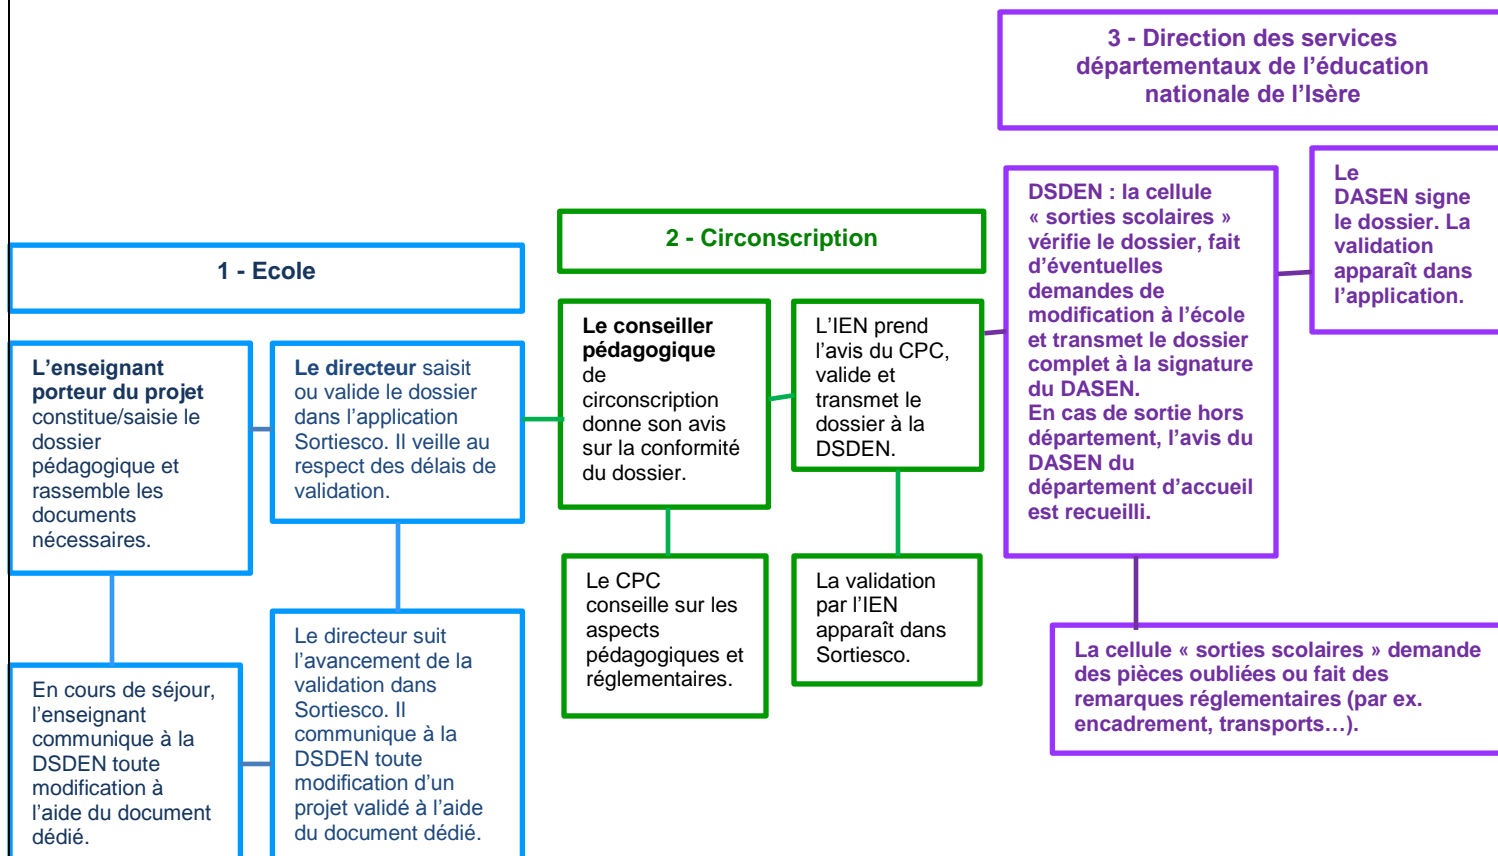 3 - Direction des services
départementaux de l’éducation
nationale de l’Isère
2 - Circonscription
1 - Ecole
L’enseignant
porteur du projet
constitue/saisie le
dossier
pédagogique et
rassemble les
documents
nécessaires.
Le directeur saisit
ou valide le dossier
dans l’application
Sortiesco. Il veille au
respect des délais de
validation.
Le conseiller
pédagogique
de
circonscription
donne son avis
sur la conformité
du dossier.
L’IEN prend
l’avis du CPC,
valide et
transmet le
dossier à la
DSDEN.
DSDEN : la cellule
« sorties scolaires »
vérifie le dossier, fait
d’éventuelles
demandes de
modification à l’école
et transmet le dossier
complet à la signature
du DASEN.
En cas de sortie hors
département, l’avis du
DASEN du
département d’accueil
est recueilli.
Le
DASEN signe
le dossier. La
validation
apparaît dans
l’application.
En cours de séjour,
l’enseignant
communique à la
DSDEN toute
modification à
l’aide du document
dédié.
Le directeur suit
l’avancement de la
validation dans
Sortiesco. Il
communique à la
DSDEN toute
modification d’un
projet validé à l’aide
du document dédié.
Le CPC
conseille sur les
aspects
pédagogiques et
réglementaires.
La validation
par l’IEN
apparaît dans
Sortiesco.
La cellule « sorties scolaires » demande
des pièces oubliées ou fait des
remarques réglementaires (par ex.
encadrement, transports…).